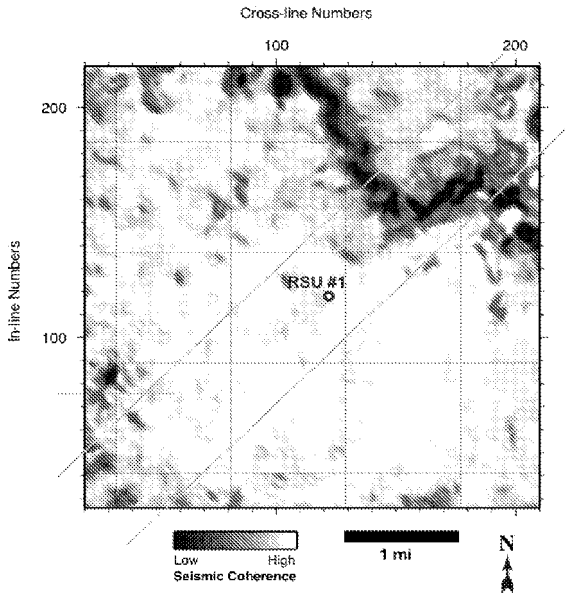 Cross-line Numbers
100 200
200
RSU #1
In-line Numbers
100
Low High
Seismic Coherence
1 mi
N